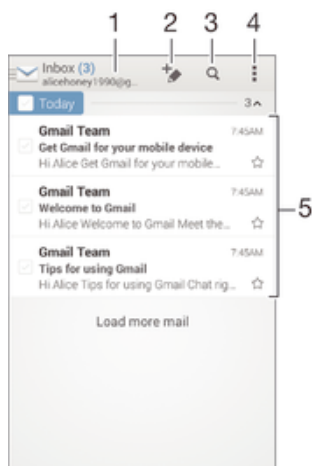 1 2 3 4
Inbox (3)
alicehoney1990@g...
Today 3
Gmail Team 7:45AM
Get Gmail for your mobile device
Hi Alice Get Gmail for your mobile...
Gmail Team 7:45AM
Welcome to Gmail
Hi Alice Welcome to Gmail Meet the...
5
Gmail Team 7:45AM
Tips for using Gmail
Hi Alice Tips for using Gmail Chat rig...
Load more mail